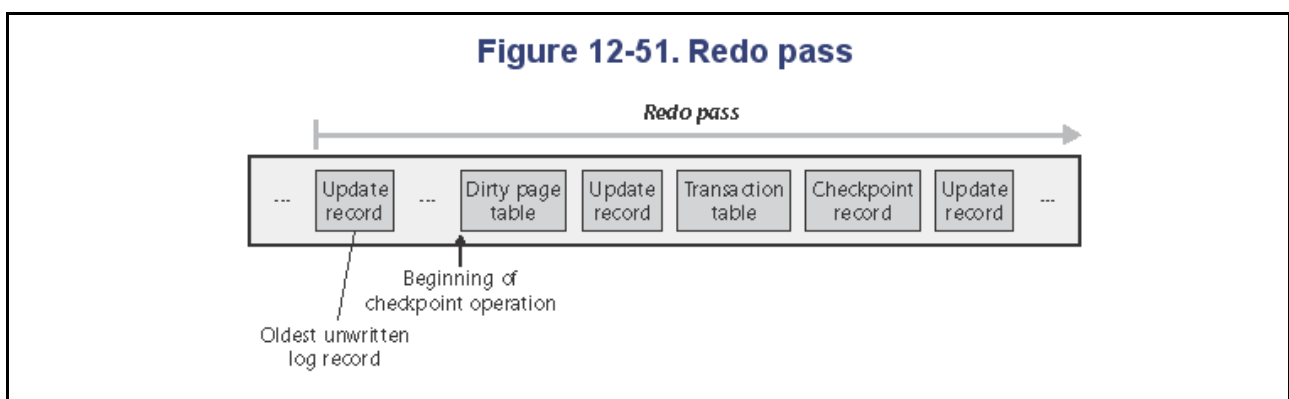 Figure 12-51. Redo pass
Redo pass
...
Update
record
...
Dirty page
table
Update
record
Transaction
table
Checkpoint
record
Update
record
...
Beginning of
checkpoint operation
Oldest unwritten
log record